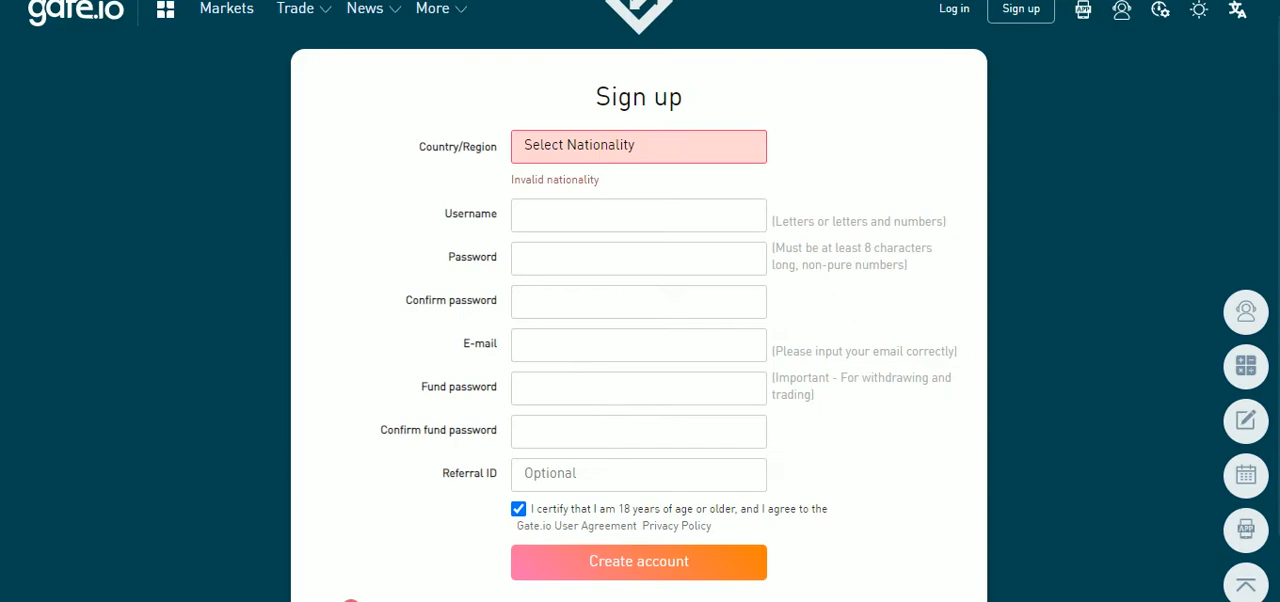 gate.io Markets Trade News More Log in Sign up
Sign up
Country/Region Select Nationality
Invalid nationality
Username (Letters or letters and numbers)
Password (Must be at least 8 characters
long, non-pure numbers)
Confirm password
E-mail (Please input your email correctly)
Fund password (Important - For withdrawing and
trading)
Confirm fund password
Referral ID Optional
I certify that I am 18 years of age or older, and I agree to the
Gate.io User Agreement Privacy Policy
Create account